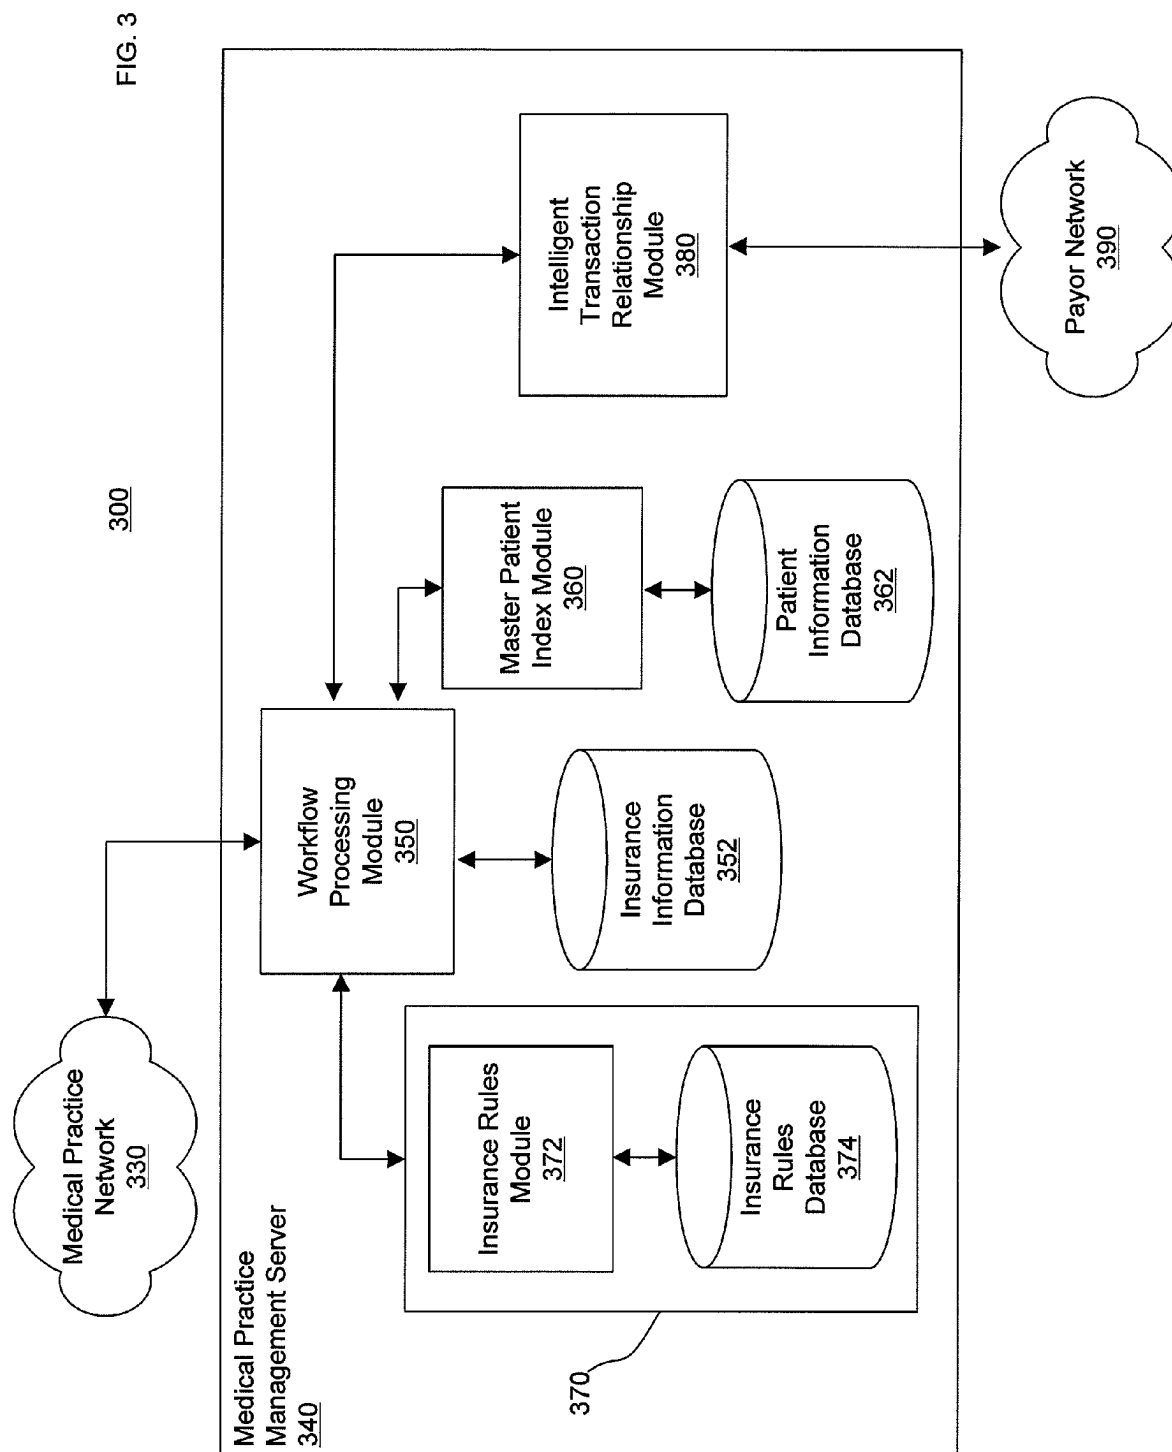 FIG. 3
300
Medical Practice
Network
330
Medical Practice
Management Server
340
Workflow
Processing
Module
350
Insurance Rules
Module
372
Insurance
Rules
Database
374
370
Insurance
Information
Database
352
Master Patient
Index Module
360
Patient
Information
Database
362
Intelligent
Transaction
Relationship
Module
380
Payor Network
390